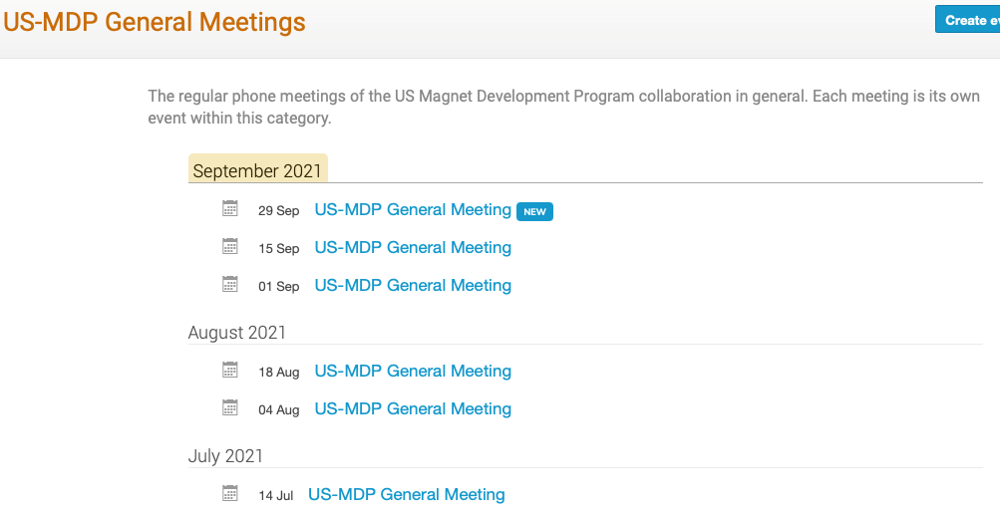 US-MDP General Meetings
Create e
The regular phone meetings of the US Magnet Development Program collaboration in general. Each meeting is its own
event within this category.
September 2021
29 Sep US-MDP General Meeting NEW
15 Sep US-MDP General Meeting
01 Sep US-MDP General Meeting
August 2021
18 Aug US-MDP General Meeting
04 Aug US-MDP General Meeting
July 2021
14 Jul US-MDP General Meeting